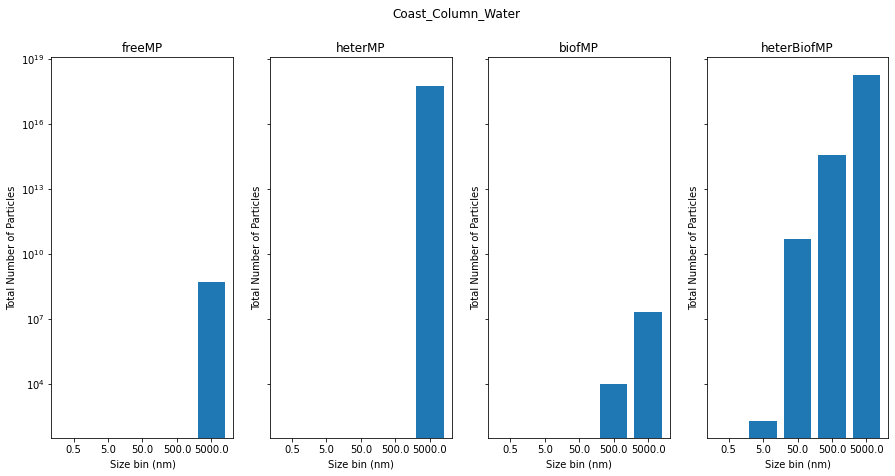 Coast_Column_Water
freeMP
heterMP
biofMP
heterBiofMP
Total Number of Particles
10^19
10^16
10^13
10^10
10^7
10^4
0.5 5.0 50.0 500.0 5000.0
Size bin (nm)
Total Number of Particles
0.5 5.0 50.0 500.0 5000.0
Size bin (nm)
Total Number of Particles
0.5 5.0 50.0 500.0 5000.0
Size bin (nm)
Total Number of Particles
0.5 5.0 50.0 500.0 5000.0
Size bin (nm)